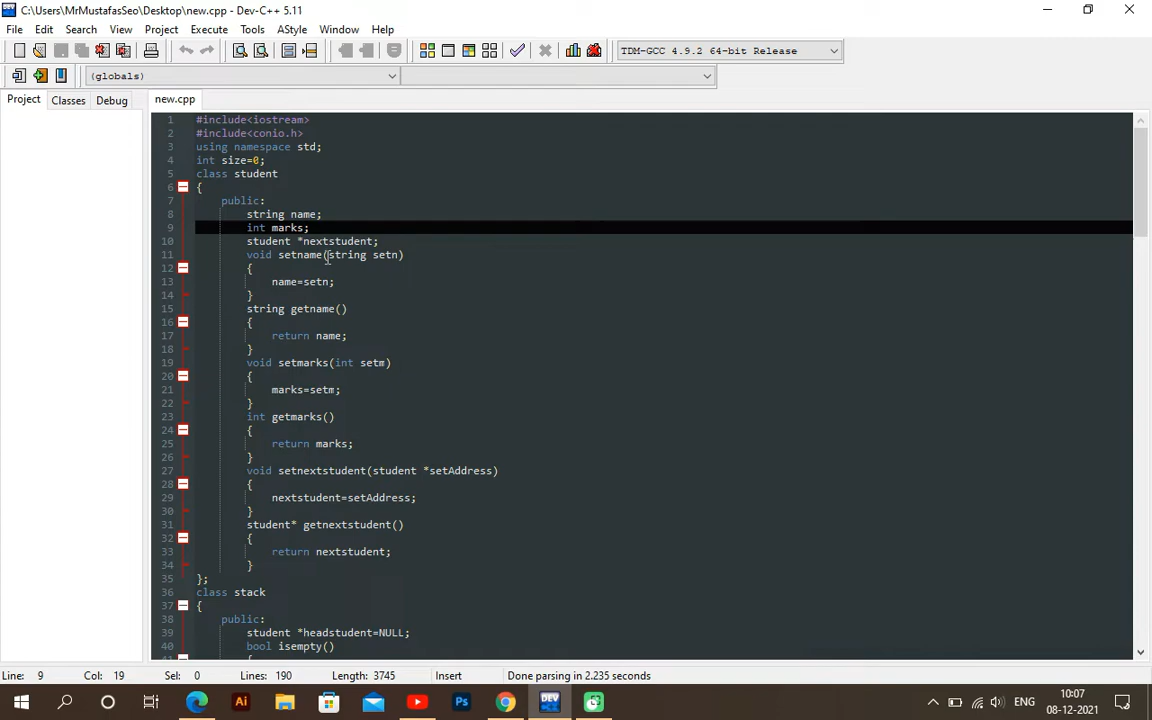 C:\Users\MrMustafasSeo\Desktop\new.cpp - Dev-C++ 5.11
File Edit Search View Project Execute Tools AStyle Window Help
TDM-GCC 4.9.2 64-bit Release
(globals)
Project Classes Debug new.cpp
1 #include<iostream>
2 #include<conio.h>
3 using namespace std;
4 int size=0;
5 class student
6 {
7 public:
8 string name;
9 int marks;
10 student *nextstudent;
11 void setname(string setn)
12 {
13 name=setn;
14 }
15 string getname()
16 {
17 return name;
18 }
19 void setmarks(int setm)
20 {
21 marks=setm;
22 }
23 int getmarks()
24 {
25 return marks;
26 }
27 void setnextstudent(student *setAddress)
28 {
29 nextstudent=setAddress;
30 }
31 student* getnextstudent()
32 {
33 return nextstudent;
34 }
35 };
36 class stack
37 {
38 public:
39 student *headstudent=NULL;
40 bool isempty()
Line: 9 Col: 19 Sel: 0 Lines: 190 Length: 3745 Insert Done parsing in 2.235 seconds
Ai Ps DEV ENG 10:07
08-12-2021